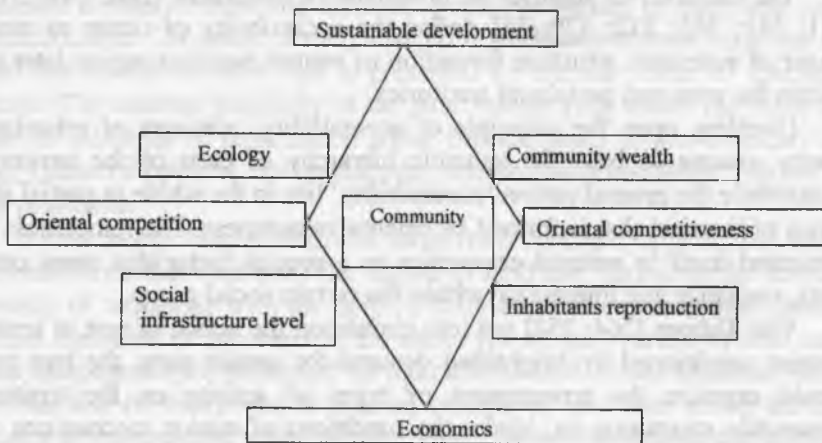 Sustainable development
Ecology
Community wealth
Oriental competition
Community
Oriental competitiveness
Social
infrastructure level
Inhabitants reproduction
Economics